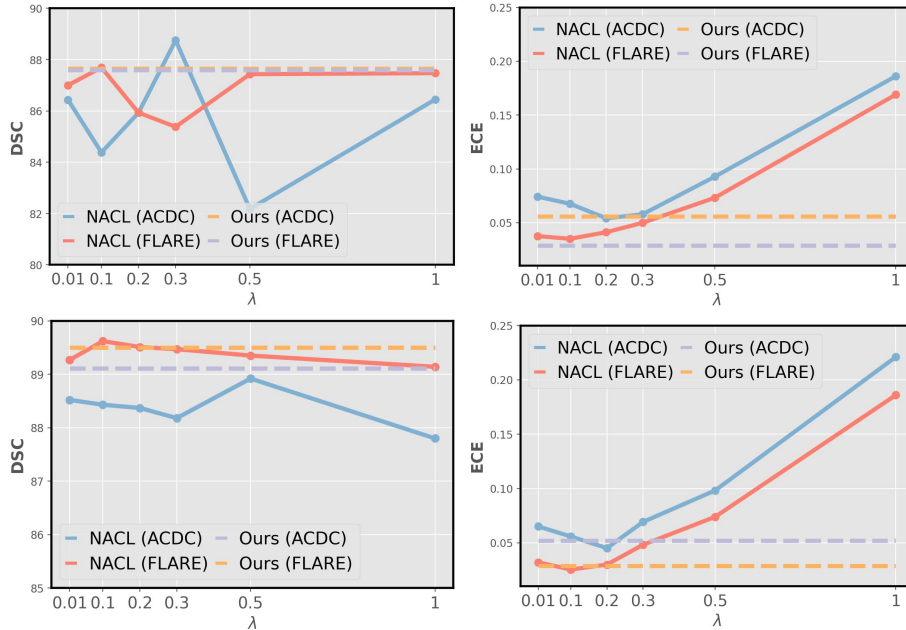 90
88
86
84
82
80
DSC
NACL (ACDC) Ours (ACDC)
NACL (FLARE) Ours (FLARE)
0.01 0.1 0.2 0.3 0.5 1
λ
0.25
0.20
0.15
0.10
0.05
ECE
NACL (ACDC) Ours (ACDC)
NACL (FLARE) Ours (FLARE)
0.01 0.1 0.2 0.3 0.5 1
λ
90
89
88
87
86
85
DSC
NACL (ACDC) Ours (ACDC)
NACL (FLARE) Ours (FLARE)
0.01 0.1 0.2 0.3 0.5 1
λ
0.25
0.20
0.15
0.10
0.05
ECE
NACL (ACDC) Ours (ACDC)
NACL (FLARE) Ours (FLARE)
0.01 0.1 0.2 0.3 0.5 1
λ